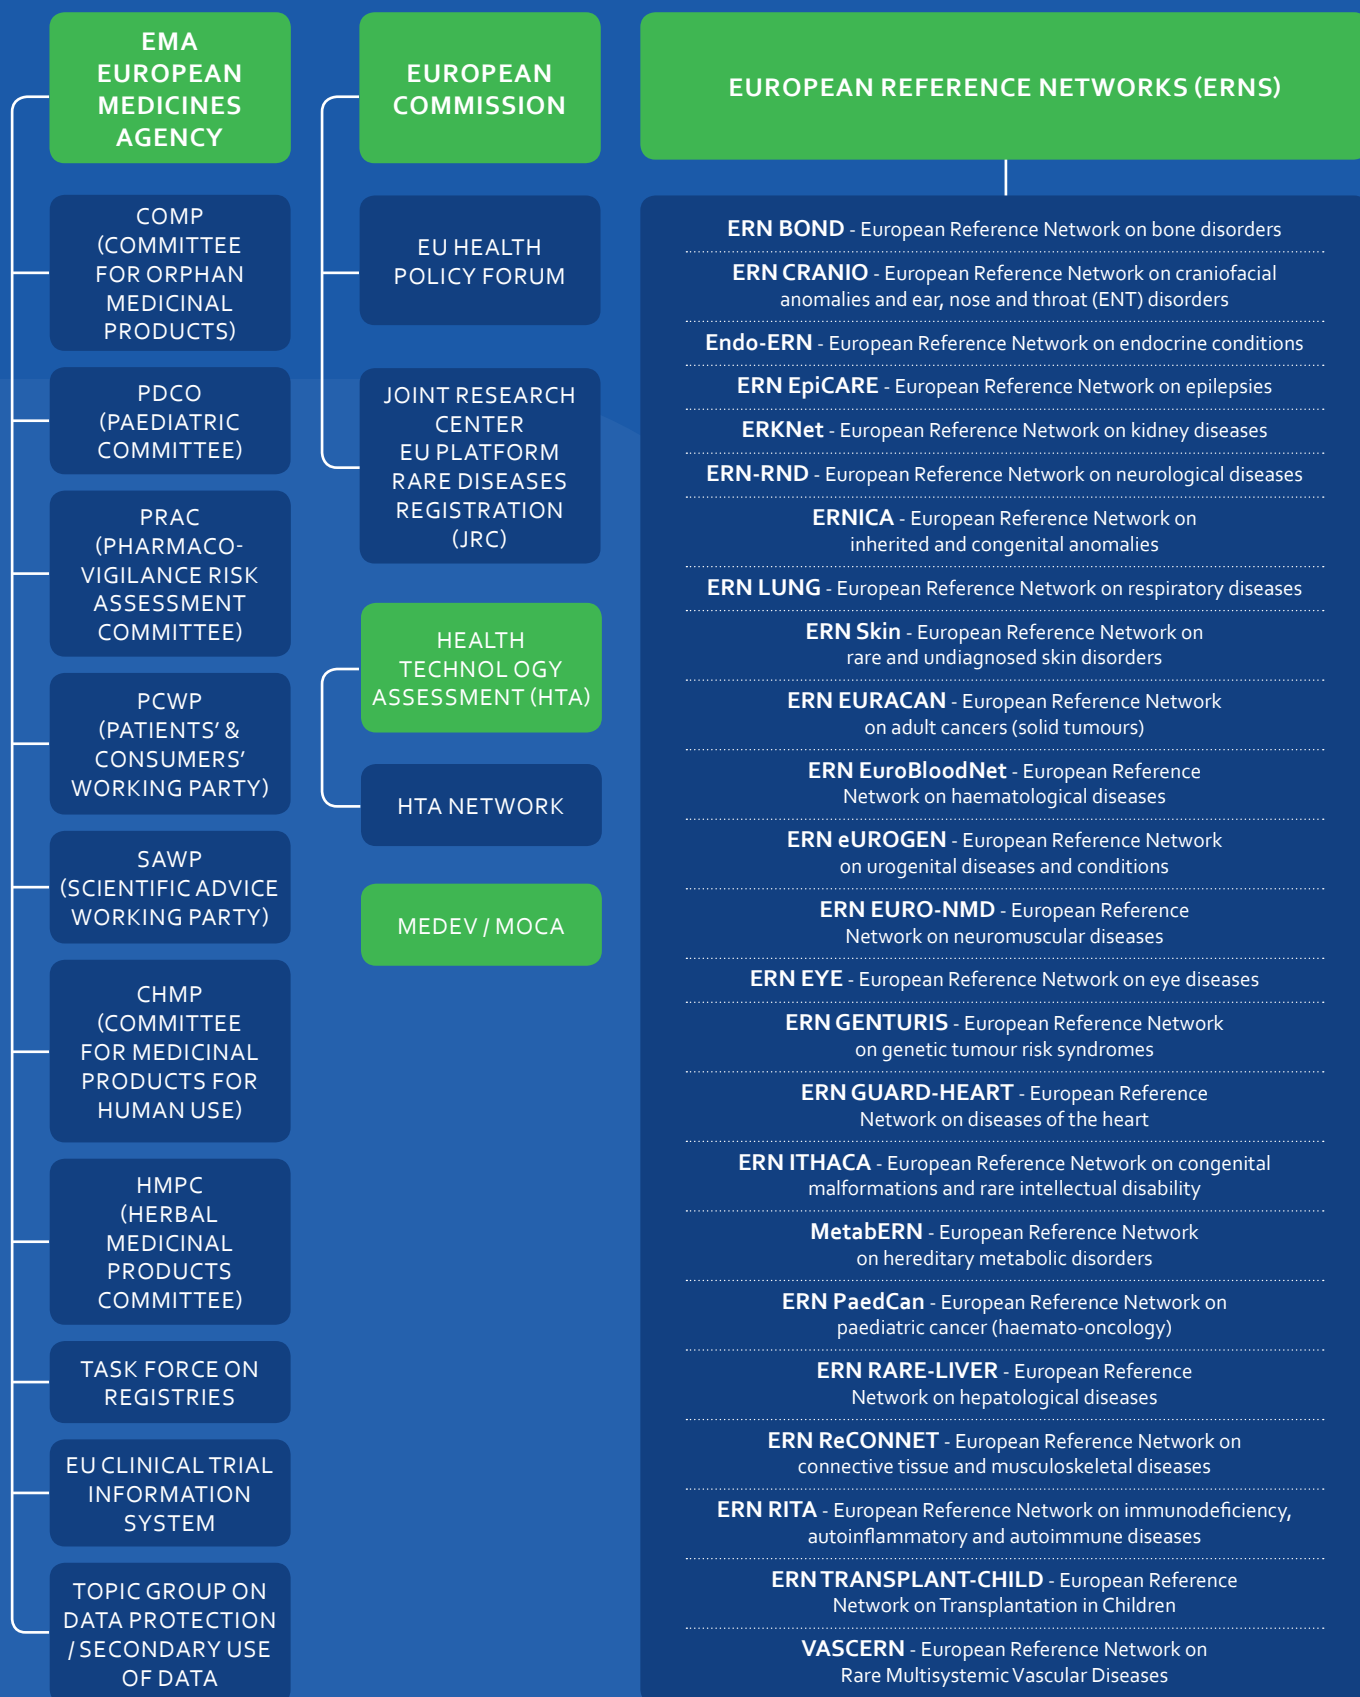 EMA
EUROPEAN
MEDICINES
AGENCY
COMP
(COMMITTEE
FOR ORPHAN
MEDICINAL
PRODUCTS)
PDCO
(PAEDIATRIC
COMMITTEE)
PRAC
(PHARMACO-
VIGILANCE RISK
ASSESSMENT
COMMITTEE)
PCWP
(PATIENTS' &
CONSUMERS'
WORKING PARTY)
SAWP
(SCIENTIFIC ADVICE
WORKING PARTY)
CHMP
(COMMITTEE
FOR MEDICINAL
PRODUCTS FOR
HUMAN USE)
HMPC
(HERBAL
MEDICINAL
PRODUCTS
COMMITTEE)
TASK FORCE ON
REGISTRIES
EU CLINICAL TRIAL
INFORMATION
SYSTEM
TOPIC GROUP ON
DATA PROTECTION
/ SECONDARY USE
OF DATA
EUROPEAN
COMMISSION
EU HEALTH
POLICY FORUM
JOINT RESEARCH
CENTER
EU PLATFORM
RARE DISEASES
REGISTRATION
(JRC)
HEALTH
TECHNOL OGY
ASSESSMENT (HTA)
HTA NETWORK
MEDEV / MOCA
EUROPEAN REFERENCE NETWORKS (ERNS)
ERN BOND - European Reference Network on bone disorders
ERN CRANIO - European Reference Network on craniofacial
anomalies and ear, nose and throat (ENT) disorders
Endo-ERN - European Reference Network on endocrine conditions
ERN EpiCARE - European Reference Network on epilepsies
ERKNet - European Reference Network on kidney diseases
ERN-RND - European Reference Network on neurological diseases
ERNICA - European Reference Network on
inherited and congenital anomalies
ERN LUNG - European Reference Network on respiratory diseases
ERN Skin - European Reference Network on
rare and undiagnosed skin disorders
ERN EURACAN - European Reference Network
on adult cancers (solid tumours)
ERN EuroBloodNet - European Reference
Network on haematological diseases
ERN eUROGEN - European Reference Network
on urogenital diseases and conditions
ERN EURO-NMD - European Reference
Network on neuromuscular diseases
ERN EYE - European Reference Network on eye diseases
ERN GENTURIS - European Reference Network
on genetic tumour risk syndromes
ERN GUARD-HEART - European Reference
Network on diseases of the heart
ERN ITHACA - European Reference Network on congenital
malformations and rare intellectual disability
MetabERN - European Reference Network
on hereditary metabolic disorders
ERN PaedCan - European Reference Network on
paediatric cancer (haemato-oncology)
ERN RARE-LIVER - European Reference
Network on hepatological diseases
ERN ReCONNET - European Reference Network on
connective tissue and musculoskeletal diseases
ERN RITA - European Reference Network on immunodeficiency,
autoinflammatory and autoimmune diseases
ERN TRANSPLANT-CHILD - European Reference
Network on Transplantation in Children
VASCERN - European Reference Network on
Rare Multisystemic Vascular Diseases